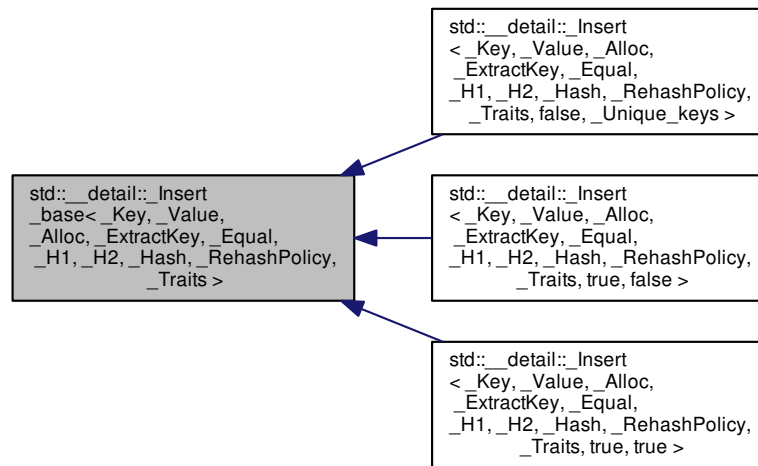 std::__detail::_Insert
< _Key, _Value, _Alloc,
_ExtractKey, _Equal,
_H1, _H2, _Hash, _RehashPolicy,
_Traits, false, _Unique_keys >
std::__detail::_Insert
_base< _Key, _Value,
_Alloc, _ExtractKey, _Equal,
_H1, _H2, _Hash, _RehashPolicy,
_Traits >
std::__detail::_Insert
< _Key, _Value, _Alloc,
_ExtractKey, _Equal,
_H1, _H2, _Hash, _RehashPolicy,
_Traits, true, false >
std::__detail::_Insert
< _Key, _Value, _Alloc,
_ExtractKey, _Equal,
_H1, _H2, _Hash, _RehashPolicy,
_Traits, true, true >